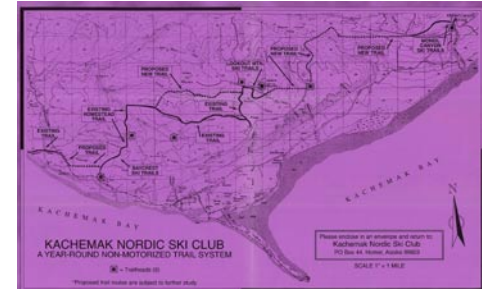 PROPOSED
NEW TRAIL
LOOKOUT MTN.
SKI TRAILS
PROPOSED
NEW TRAIL
PROPOSED
NEW TRAIL
CANYON
SKI TRAILS
EXISTING
HOMESTEAD
TRAIL
EXISTING
TRAIL
EXISTING
TRAIL
EXISTING
TRAIL
PROPOSED
TRAIL
BAYCREST
SKI TRAILS
KACHEMAK BAY
KACHEMAK BAY
N
KACHEMAK NORDIC SKI CLUB
A YEAR-ROUND NON-MOTORIZED TRAIL SYSTEM
= Trailheads (6)
*Proposed trail routes are subject to further study
Please enclose in an envelope and return to:
Kachemak Nordic Ski Club
PO Box 44, Homer, Alaska 99603
SCALE 1" = 1 MILE